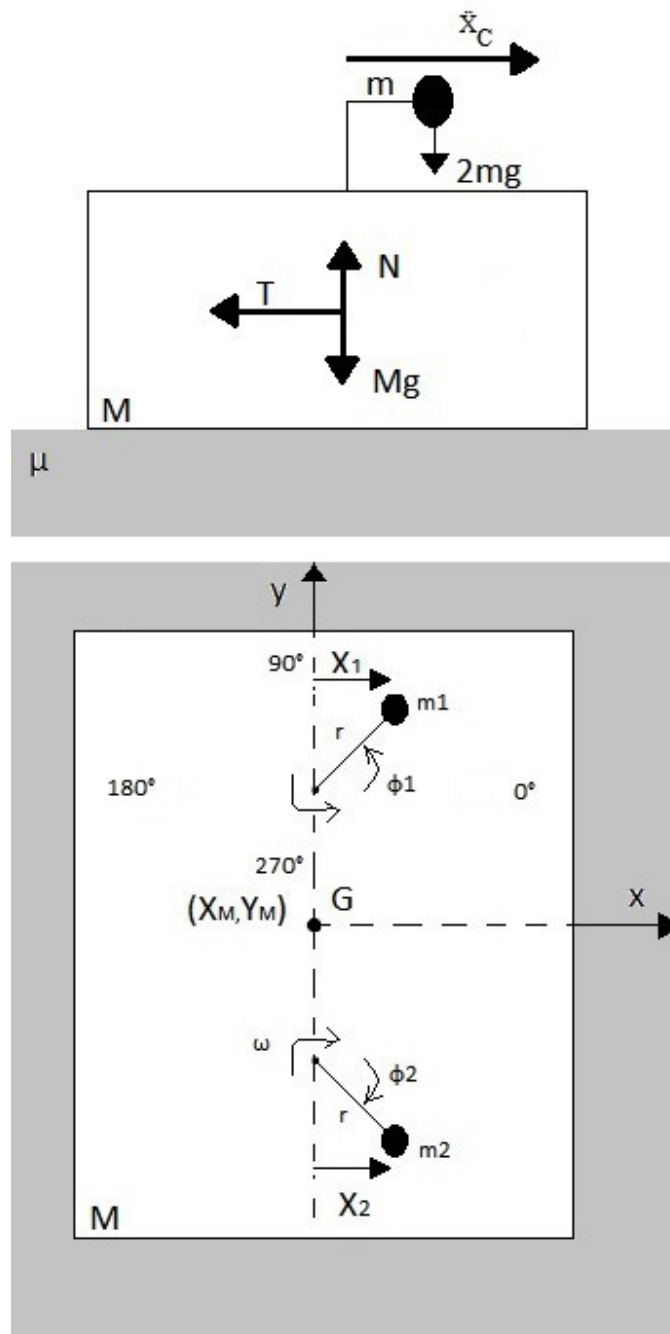 Ẍc
m
2mg
N
T
Mg
M
μ
y
90°
X1
m1
r
ϕ1
180°
0°
270°
(XM,YM)
G
x
ω
ϕ2
r
m2
X2
M